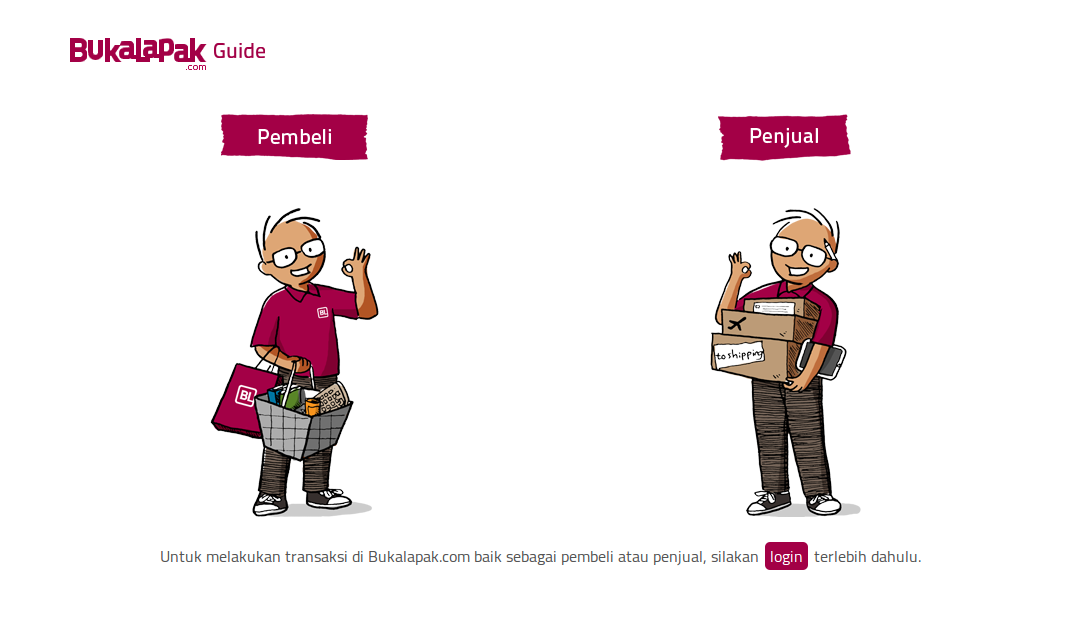 Bukalapak Guide
.com
Pembeli
Penjual
BL
to shipping
BL
Untuk melakukan transaksi di Bukalapak.com baik sebagai pembeli atau penjual, silakan login terlebih dahulu.